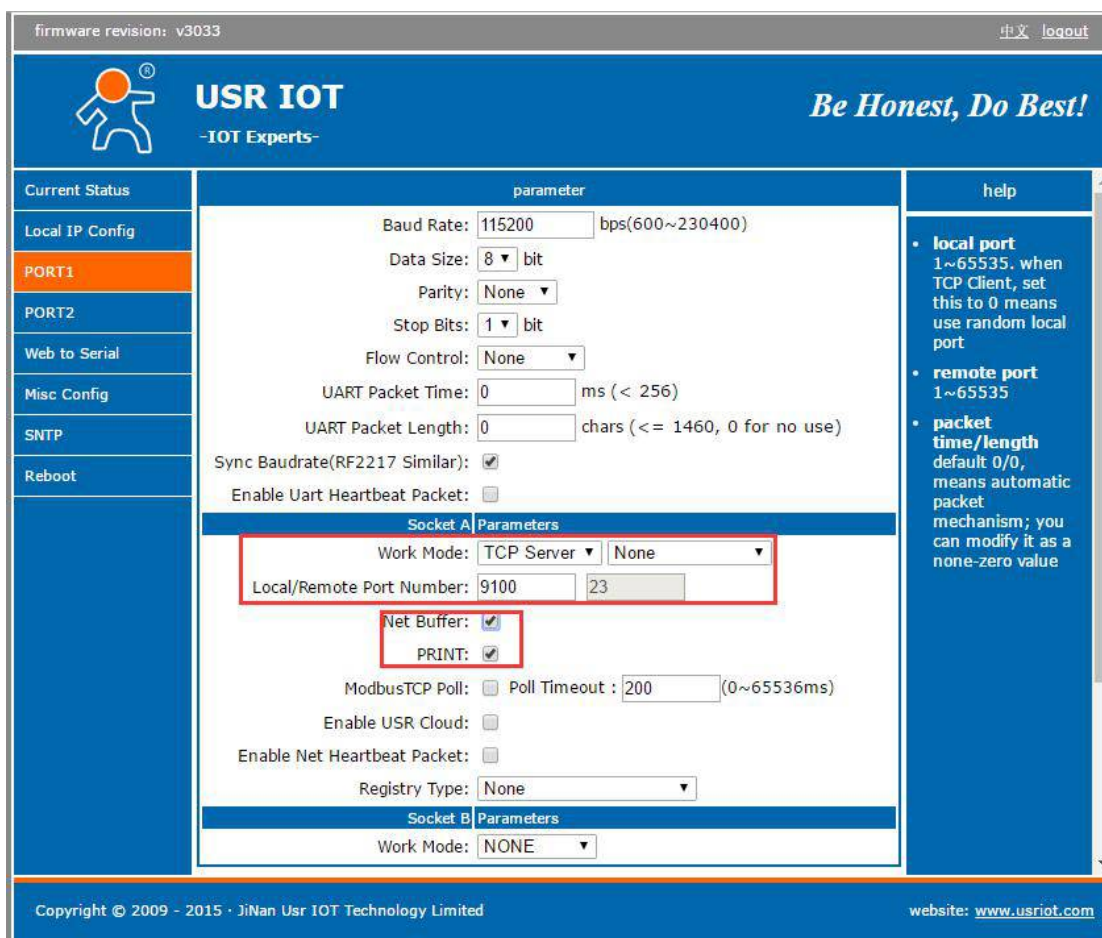 firmware revision: v3033
中文 logout
®
USR IOT
-IOT Experts-
Be Honest, Do Best!
Current Status
Local IP Config
PORT1
PORT2
Web to Serial
Misc Config
SNTP
Reboot
parameter
Baud Rate: 115200 bps(600~230400)
Data Size: 8 bit
Parity: None
Stop Bits: 1 bit
Flow Control: None
UART Packet Time: 0 ms (< 256)
UART Packet Length: 0 chars (<= 1460, 0 for no use)
Sync Baudrate(RF2217 Similar):
Enable Uart Heartbeat Packet:
Socket A Parameters
Work Mode: TCP Server None
Local/Remote Port Number: 9100 23
Net Buffer:
PRINT:
ModbusTCP Poll: Poll Timeout : 200 (0~65536ms)
Enable USR Cloud:
Enable Net Heartbeat Packet:
Registry Type: None
Socket B Parameters
Work Mode: NONE
help
• local port
1~65535. when
TCP Client, set
this to 0 means
use random local
port
• remote port
1~65535
• packet
time/length
default 0/0,
means automatic
packet
mechanism; you
can modify it as a
none-zero value
Copyright © 2009 - 2015 · JiNan Usr IOT Technology Limited
website: www.usriot.com